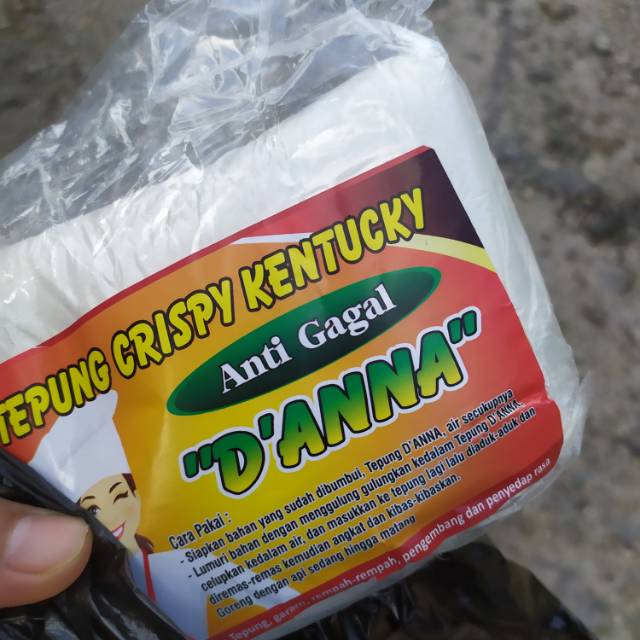 TEPUNG CRISPY KENTUCKY
Anti Gagal
"D'ANNA"
Cara Pakai :
- Siapkan bahan yang sudah dibumbui, Tepung D'ANNA, air secukupnya
- Lumuri bahan dengan menggulung gulungkan kedalam Tepung D'ANNA,
celupkan kedalam air, dan masukkan ke tepung lagi lalu diaduk-aduk dan
diremas-remas kemudian angkat dan kibas-kibaskan.
Goreng dengan api sedang hingga matang
Tepung, garam, rempah-rempah, pengembang dan penyedap rasa